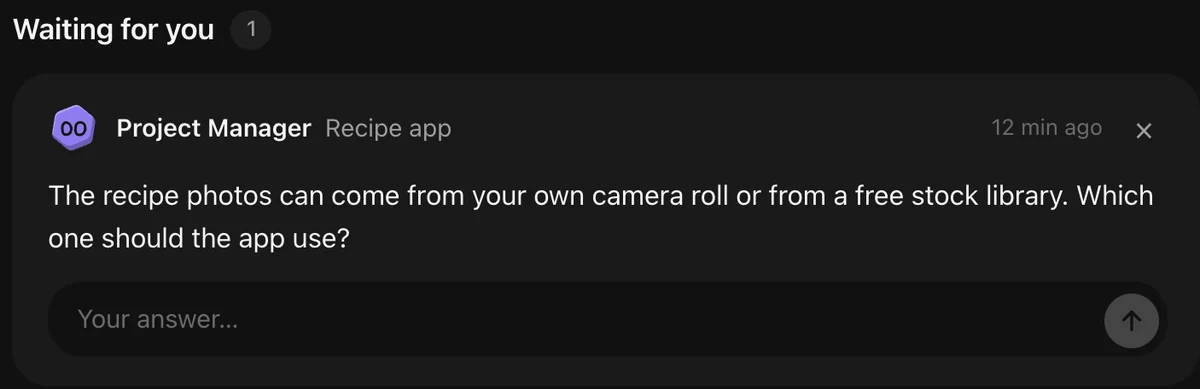 Waiting for you 1
Project Manager Recipe app 12 min ago
The recipe photos can come from your own camera roll or from a free stock library. Which
one should the app use?
Your answer...